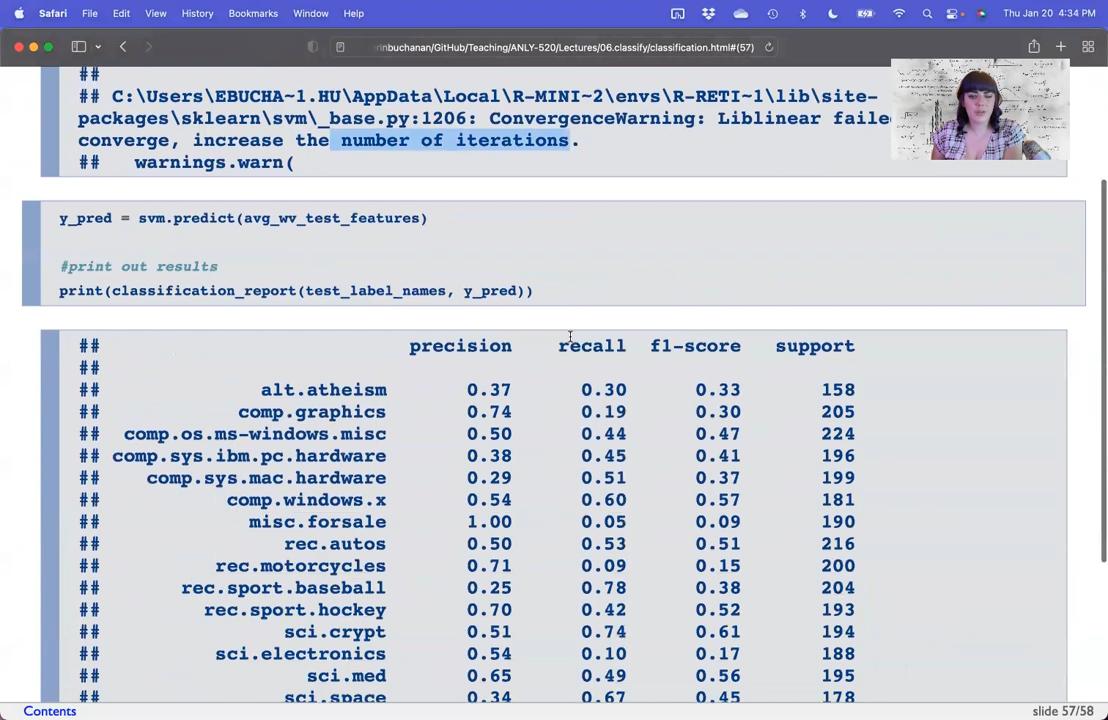 Safari File Edit View History Bookmarks Window Help Thu Jan 20 4:34 PM
rinbuchanan/GitHub/Teaching/ANLY-520/Lectures/06.classify/classification.html#(57)
##
## C:\Users\EBUCHA~1.HU\AppData\Local\R-MINI~2\envs\R-RETI~1\lib\site-
packages\sklearn\svm\_base.py:1206: ConvergenceWarning: Liblinear faile
converge, increase the number of iterations.
## warnings.warn(
y_pred = svm.predict(avg_wv_test_features)
#print out results
print(classification_report(test_label_names, y_pred))
## precision recall f1-score support
##
## alt.atheism 0.37 0.30 0.33 158
## comp.graphics 0.74 0.19 0.30 205
## comp.os.ms-windows.misc 0.50 0.44 0.47 224
## comp.sys.ibm.pc.hardware 0.38 0.45 0.41 196
## comp.sys.mac.hardware 0.29 0.51 0.37 199
## comp.windows.x 0.54 0.60 0.57 181
## misc.forsale 1.00 0.05 0.09 190
## rec.autos 0.50 0.53 0.51 216
## rec.motorcycles 0.71 0.09 0.15 200
## rec.sport.baseball 0.25 0.78 0.38 204
## rec.sport.hockey 0.70 0.42 0.52 193
## sci.crypt 0.51 0.74 0.61 194
## sci.electronics 0.54 0.10 0.17 188
## sci.med 0.65 0.49 0.56 195
## sci.space 0.34 0.67 0.45 178
Contents slide 57/58